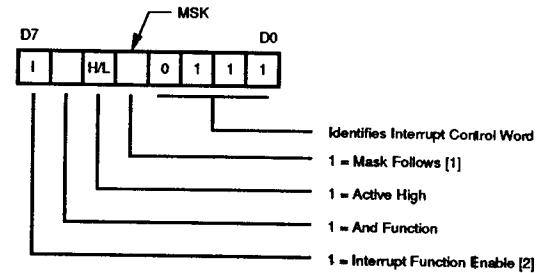 MSK
D7 D0
I H/L 0 1 1 1
Identifies Interrupt Control Word
1 = Mask Follows [1]
1 = Active High
1 = And Function
1 = Interrupt Function Enable [2]